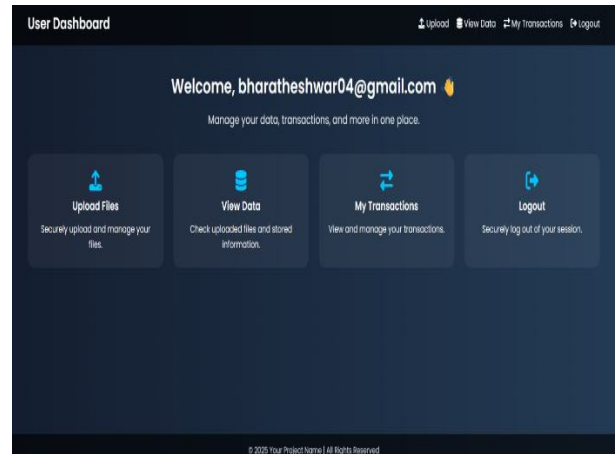 User Dashboard
Upload View Data My Transactions Logout
Welcome, bharatheshwar04@gmail.com 👋
Manage your data, transactions, and more in one place.
Upload Files
Securely upload and manage your
files.
View Data
Check uploaded files and stored
information.
My Transactions
View and manage your transactions.
Logout
Securely log out of your session.
© 2025 Your Project Name | All Rights Reserved